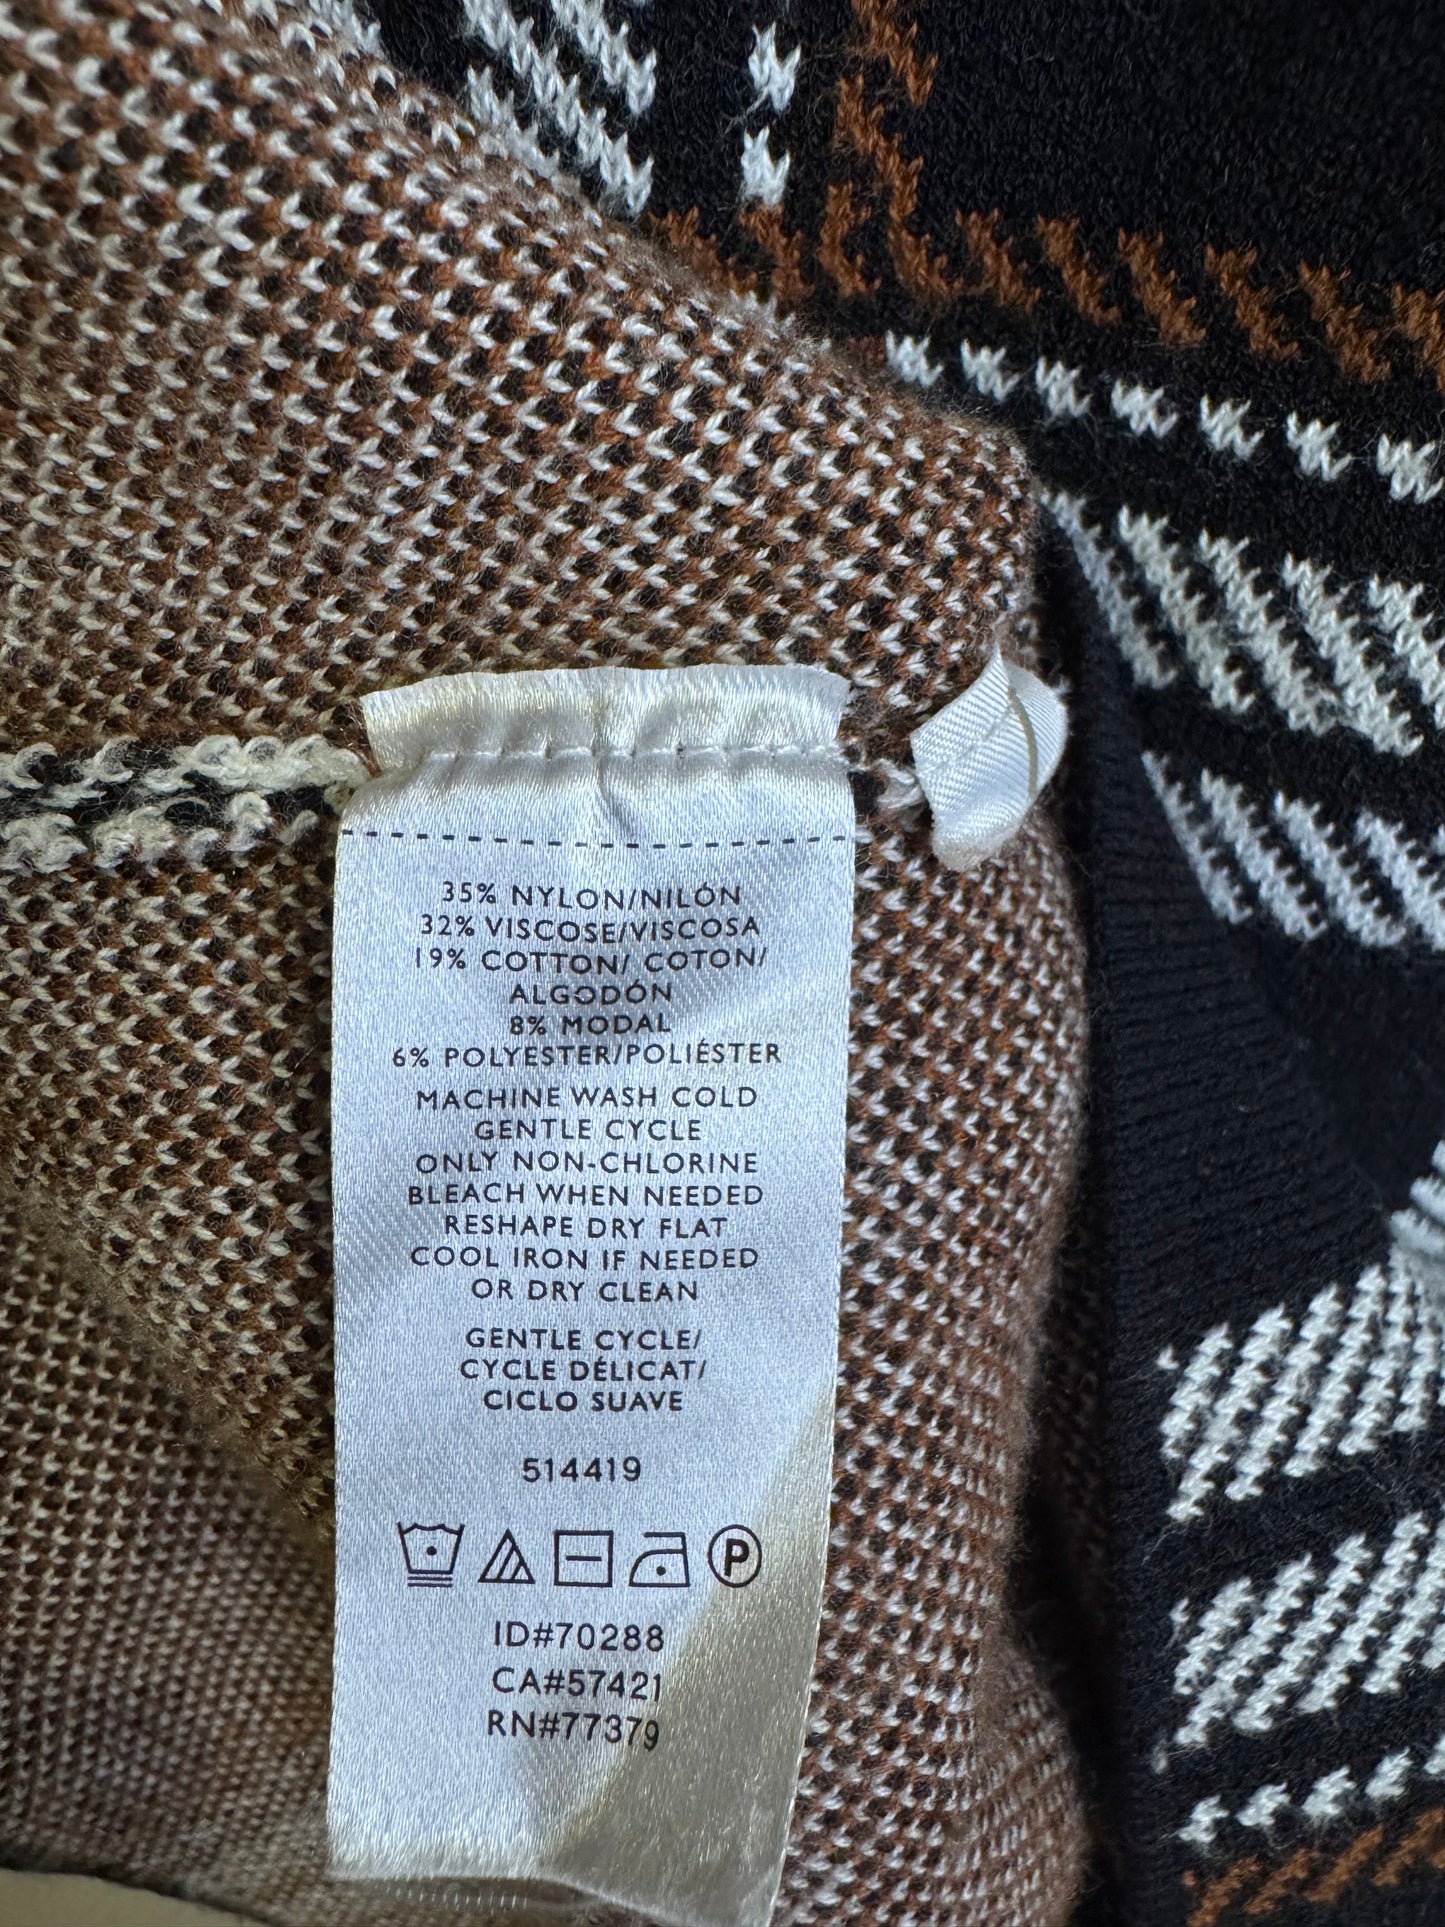 35% NYLON/NILÓN
32% VISCOSE/VISCOSA
19% COTTON/ COTON/
ALGODÓN
8% MODAL
6% POLYESTER/POLIÉSTER
MACHINE WASH COLD
GENTLE CYCLE
ONLY NON-CHLORINE
BLEACH WHEN NEEDED
RESHAPE DRY FLAT
COOL IRON IF NEEDED
OR DRY CLEAN
GENTLE CYCLE/
CYCLE DÉLICAT/
CICLO SUAVE
514419
P
ID#70288
CA#57421
RN#77379